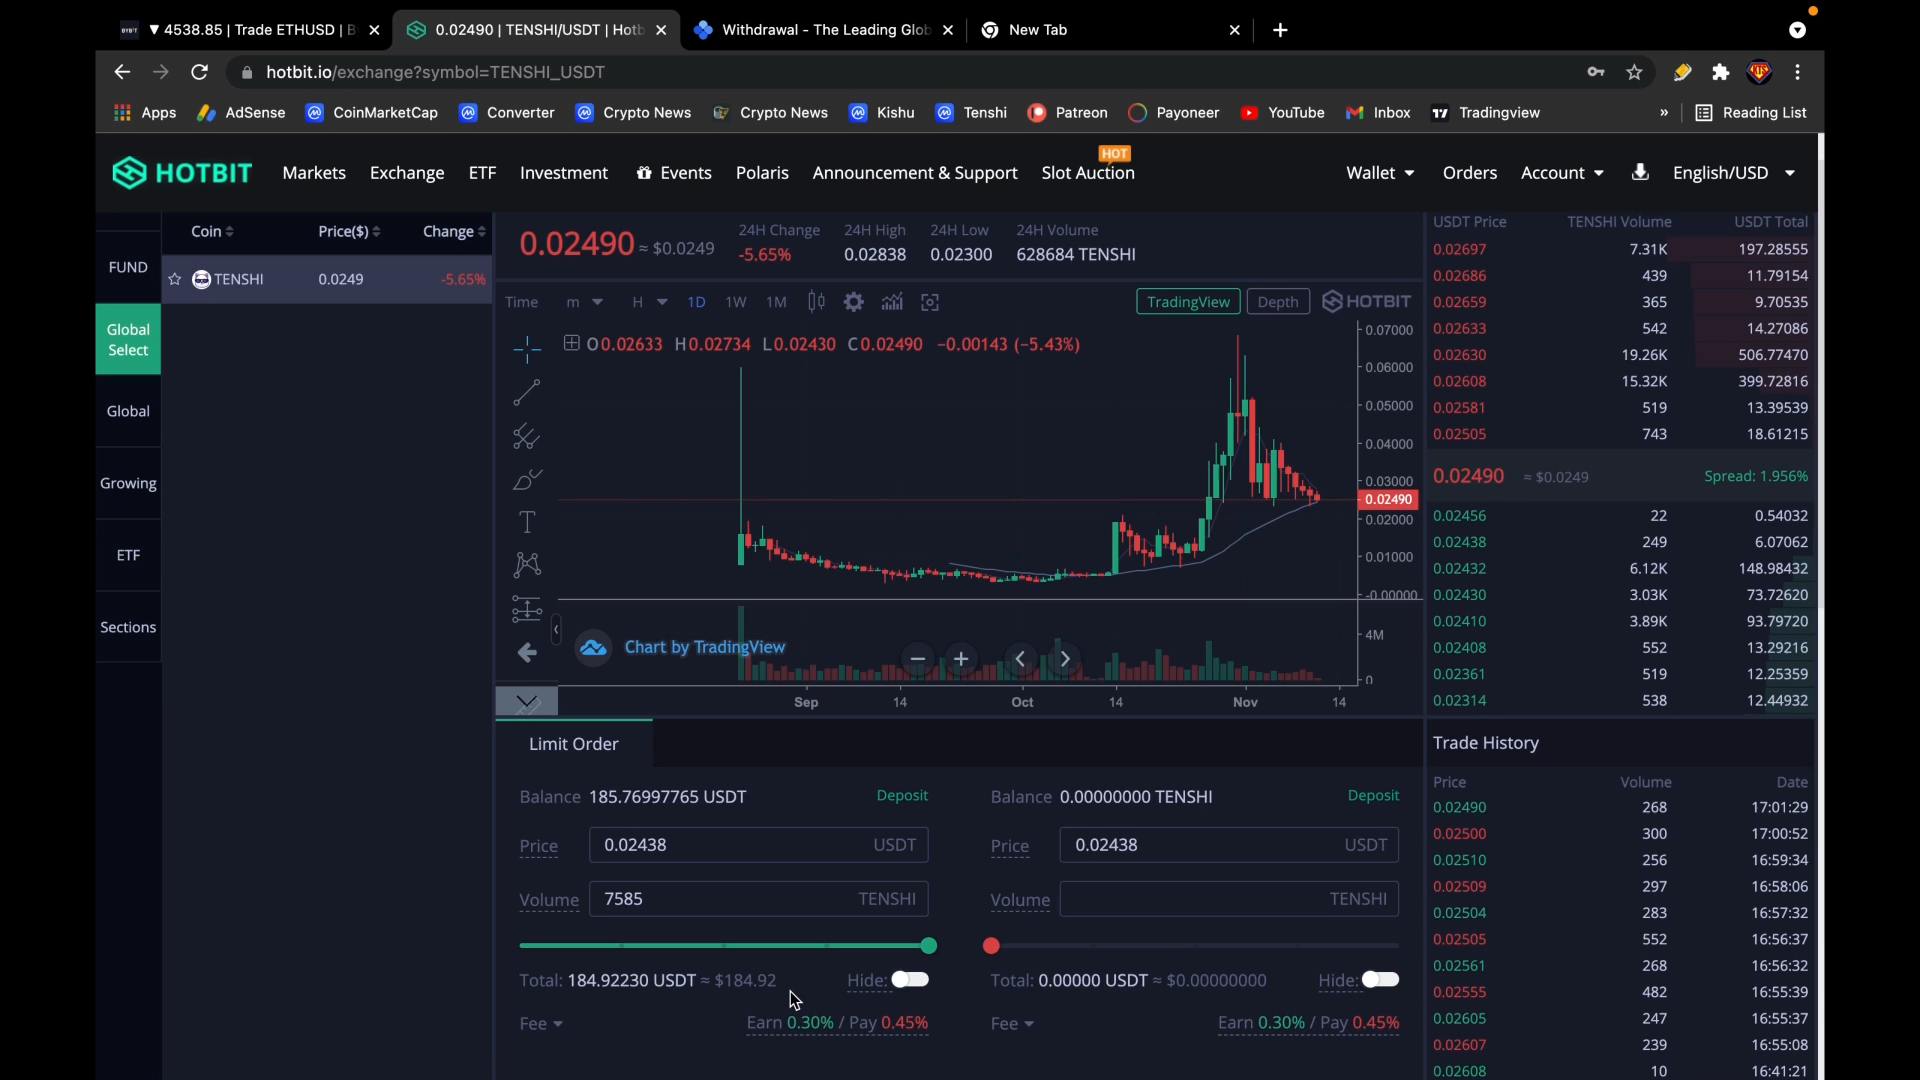 ▼ 4538.85 | Trade ETHUSD | B
0.02490 | TENSHI/USDT | Hotb
Withdrawal - The Leading Glob
New Tab
hotbit.io/exchange?symbol=TENSHI_USDT
Apps AdSense CoinMarketCap Converter Crypto News Crypto News Kishu Tenshi Patreon Payoneer YouTube Inbox Tradingview » Reading List
HOTBIT Markets Exchange ETF Investment Events Polaris Announcement & Support Slot Auction HOT Wallet Orders Account English/USD
FUND
Global
Select
Global
Growing
ETF
Sections
Coin Price($) Change
TENSHI 0.0249 -5.65%
0.02490 ≈ $0.0249
24H Change 24H High 24H Low 24H Volume
-5.65% 0.02838 0.02300 628684 TENSHI
Time m H 1D 1W 1M TradingView Depth HOTBIT
O0.02633 H0.02734 L0.02430 C0.02490 −0.00143 (−5.43%)
0.07000
0.06000
0.05000
0.04000
0.03000
0.02490
0.02000
0.01000
-0.00000
4M
0
Chart by TradingView
Sep 14 Oct 14 Nov 14
USDT Price TENSHI Volume USDT Total
0.02697 7.31K 197.28555
0.02686 439 11.79154
0.02659 365 9.70535
0.02633 542 14.27086
0.02630 19.26K 506.77470
0.02608 15.32K 399.72816
0.02581 519 13.39539
0.02505 743 18.61215
0.02490 ≈ $0.0249 Spread: 1.956%
0.02456 22 0.54032
0.02438 249 6.07062
0.02432 6.12K 148.98432
0.02430 3.03K 73.72620
0.02410 3.89K 93.79720
0.02408 552 13.29216
0.02361 519 12.25359
0.02314 538 12.44932
Limit Order
Balance 185.76997765 USDT Deposit
Price 0.02438 USDT
Volume 7585 TENSHI
Total: 184.92230 USDT ≈ $184.92 Hide:
Fee Earn 0.30% / Pay 0.45%
Balance 0.00000000 TENSHI Deposit
Price 0.02438 USDT
Volume TENSHI
Total: 0.00000 USDT ≈ $0.00000000 Hide:
Fee Earn 0.30% / Pay 0.45%
Trade History
Price Volume Date
0.02490 268 17:01:29
0.02500 300 17:00:52
0.02510 256 16:59:34
0.02509 297 16:58:06
0.02504 283 16:57:32
0.02505 552 16:56:37
0.02561 268 16:56:32
0.02555 482 16:55:39
0.02605 247 16:55:37
0.02607 239 16:55:08
0.02608 10 16:41:21